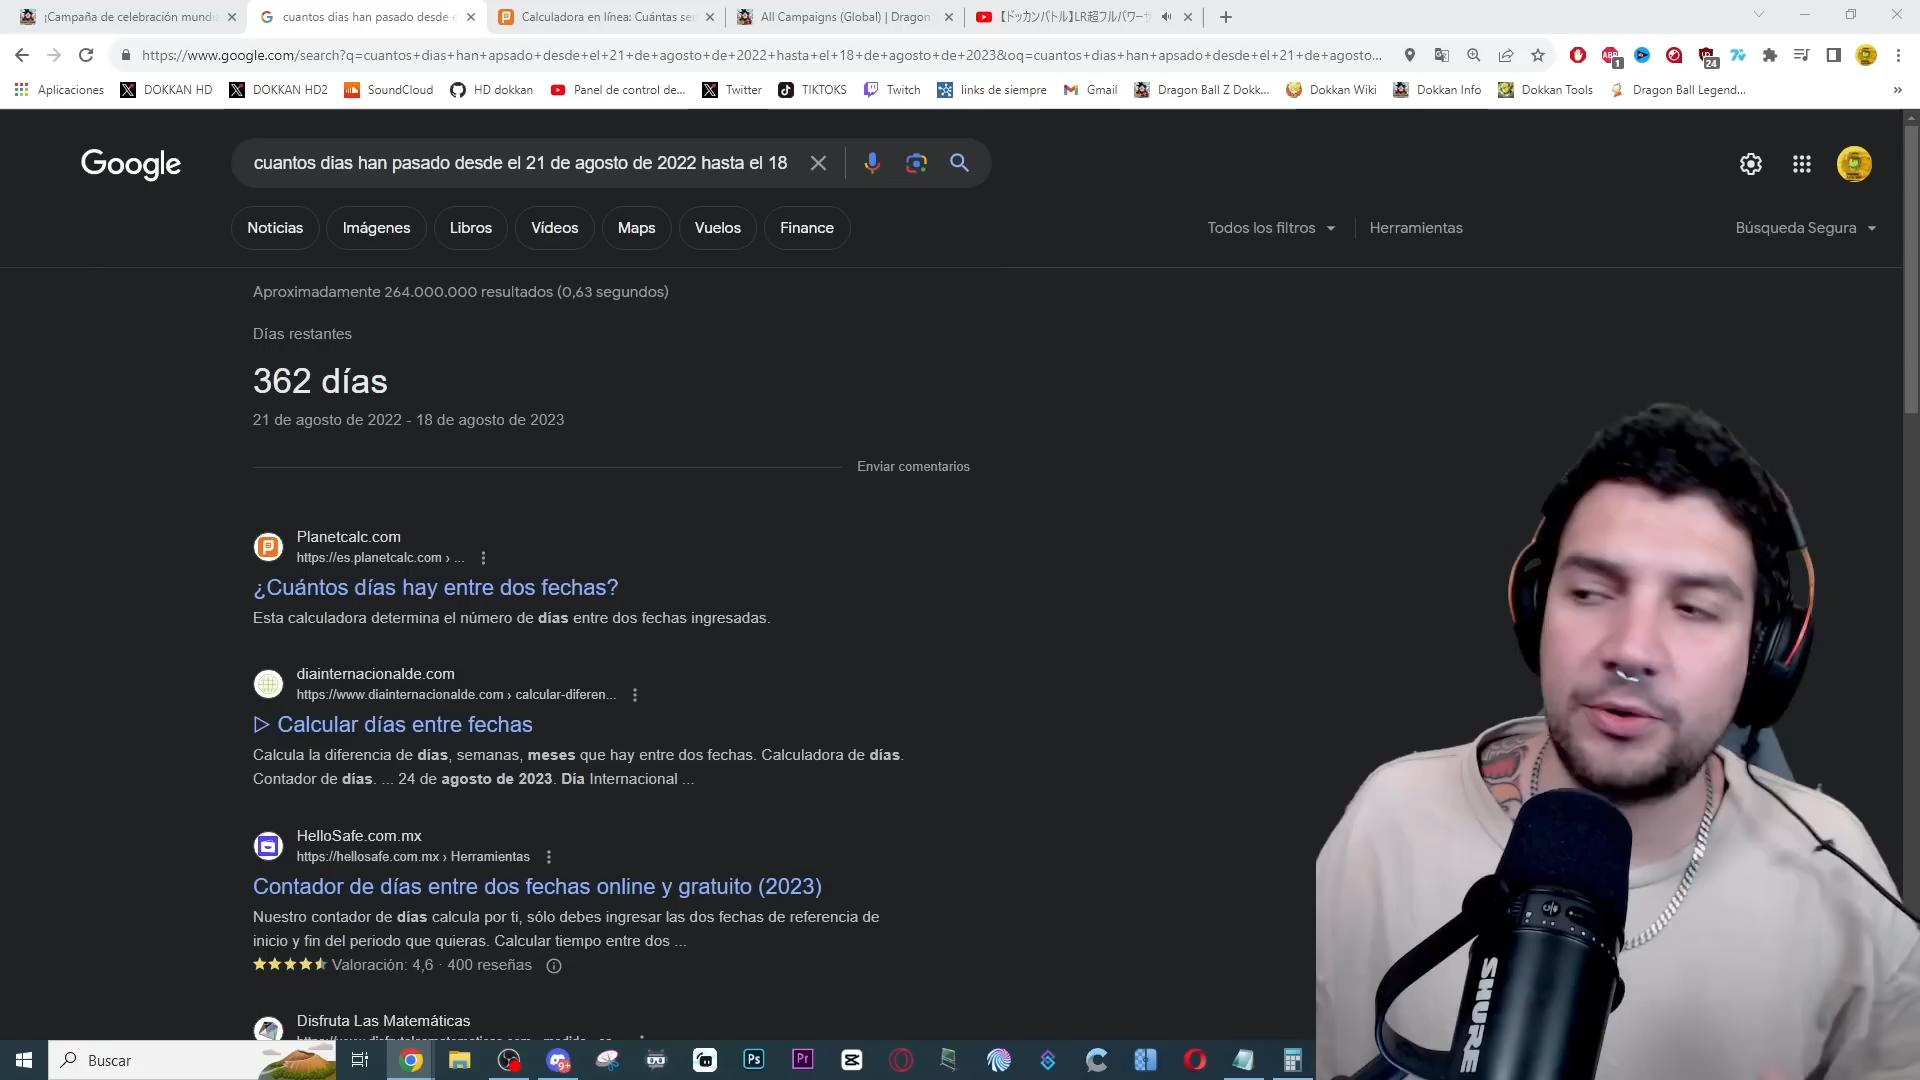 ¡Campaña de celebración mundi
cuantos dias han pasado desde e
Calculadora en línea: Cuántas se
All Campaigns (Global) | Dragon
【ドッカンバトル】LR超フルパワーサ
https://www.google.com/search?q=cuantos+dias+han+apsado+desde+el+21+de+agosto+de+2022+hasta+el+18+de+agosto+de+2023&oq=cuantos+dias+han+apsado+desde+el+21+de+agosto...
1
24
Aplicaciones
DOKKAN HD
DOKKAN HD2
SoundCloud
HD dokkan
Panel de control de...
Twitter
TIKTOKS
Twitch
links de siempre
Gmail
Dragon Ball Z Dokk...
Dokkan Wiki
Dokkan Info
Dokkan Tools
Dragon Ball Legend...
»
Google
cuantos dias han pasado desde el 21 de agosto de 2022 hasta el 18
Noticias
Imágenes
Libros
Vídeos
Maps
Vuelos
Finance
Todos los filtros
Herramientas
Búsqueda Segura
Aproximadamente 264.000.000 resultados (0,63 segundos)
Días restantes
362 días
21 de agosto de 2022 - 18 de agosto de 2023
Enviar comentarios
Planetcalc.com
https://es.planetcalc.com › ...
¿Cuántos días hay entre dos fechas?
Esta calculadora determina el número de días entre dos fechas ingresadas.
diainternacionalde.com
https://www.diainternacionalde.com › calcular-diferen...
▷ Calcular días entre fechas
Calcula la diferencia de días, semanas, meses que hay entre dos fechas. Calculadora de días.
Contador de días. ... 24 de agosto de 2023. Día Internacional ...
HelloSafe.com.mx
https://hellosafe.com.mx › Herramientas
Contador de días entre dos fechas online y gratuito (2023)
Nuestro contador de días calcula por ti, sólo debes ingresar las dos fechas de referencia de
inicio y fin del periodo que quieras. Calcular tiempo entre dos ...
Valoración: 4,6 · 400 reseñas
Disfruta Las Matemáticas
SHURE
Buscar
9+
Ps
Pr